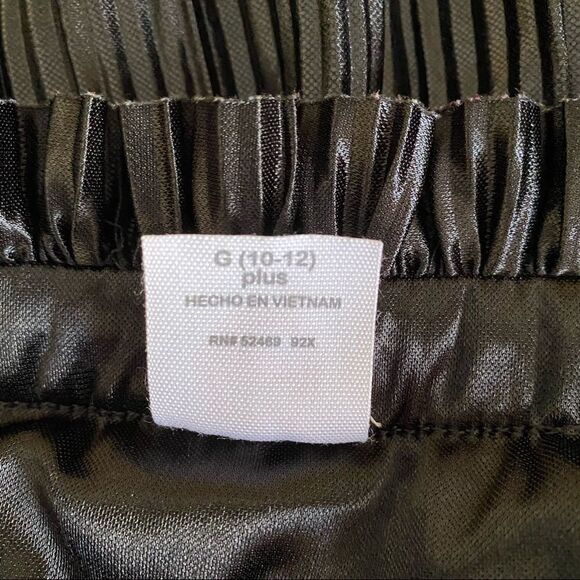 G (10-12)
plus
HECHO EN VIETNAM
RN# 52469 92X